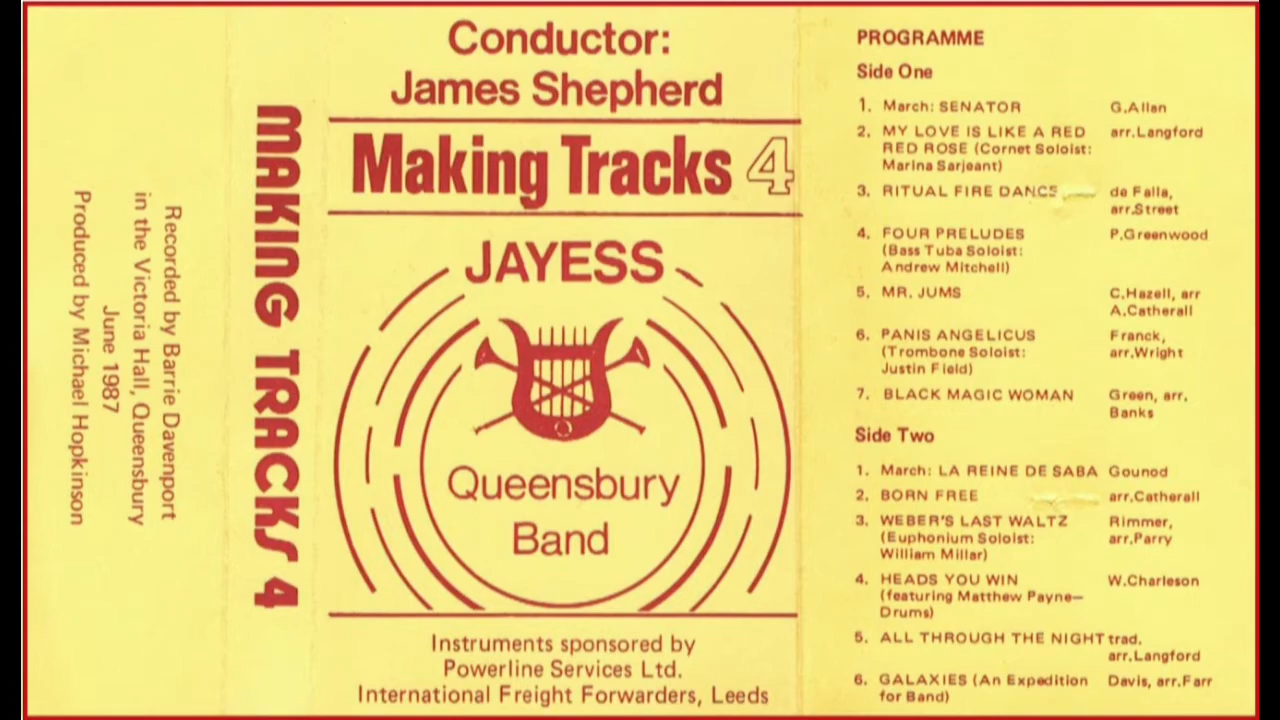 Recorded by Barrie Davenport
in the Victoria Hall, Queensbury
June 1987
Produced by Michael Hopkinson
MAKING TRACKS 4
Conductor:
James Shepherd
Making Tracks 4
JAYESS
Queensbury
Band
Instruments sponsored by
Powerline Services Ltd.
International Freight Forwarders, Leeds
PROGRAMME
Side One
1. March: SENATOR G.Allan
2. MY LOVE IS LIKE A RED arr.Langford
RED ROSE (Cornet Soloist:
Marina Sarjeant)
3. RITUAL FIRE DANCE de Falla,
arr.Street
4. FOUR PRELUDES P.Greenwood
(Bass Tuba Soloist:
Andrew Mitchell)
5. MR. JUMS C.Hazell, arr
A.Catherall
6. PANIS ANGELICUS Franck,
(Trombone Soloist: arr.Wright
Justin Field)
7. BLACK MAGIC WOMAN Green, arr.
Banks
Side Two
1. March: LA REINE DE SABA Gounod
2. BORN FREE arr.Catherall
3. WEBER'S LAST WALTZ Rimmer,
(Euphonium Soloist: arr.Parry
William Millar)
4. HEADS YOU WIN W.Charleson
(featuring Matthew Payne—
Drums)
5. ALL THROUGH THE NIGHT trad.
arr.Langford
6. GALAXIES (An Expedition Davis, arr.Farr
for Band)